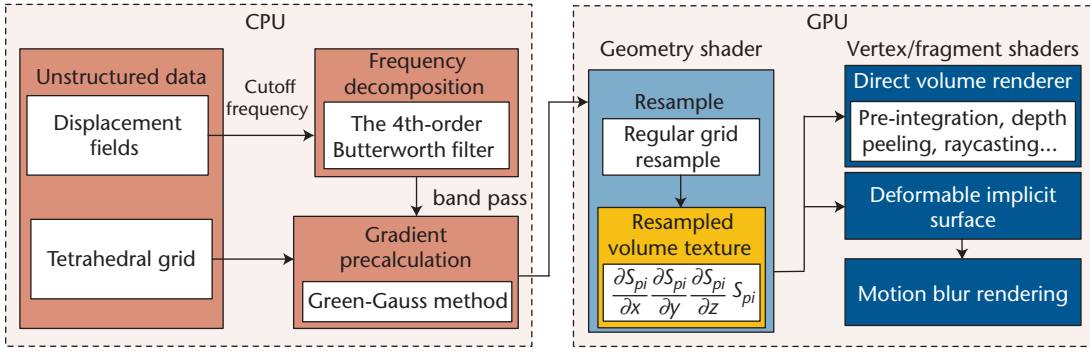 CPU
Unstructured data
Displacement
fields
Tetrahedral grid
Cutoff
frequency
Frequency
decomposition
The 4th-order
Butterworth filter
band pass
Gradient
precalculation
Green-Gauss method
GPU
Geometry shader
Resample
Regular grid
resample
Resampled
volume texture
∂S_pi/∂x ∂S_pi/∂y ∂S_pi/∂z S_pi
Vertex/fragment shaders
Direct volume renderer
Pre-integration, depth
peeling, raycasting...
Deformable implicit
surface
Motion blur rendering